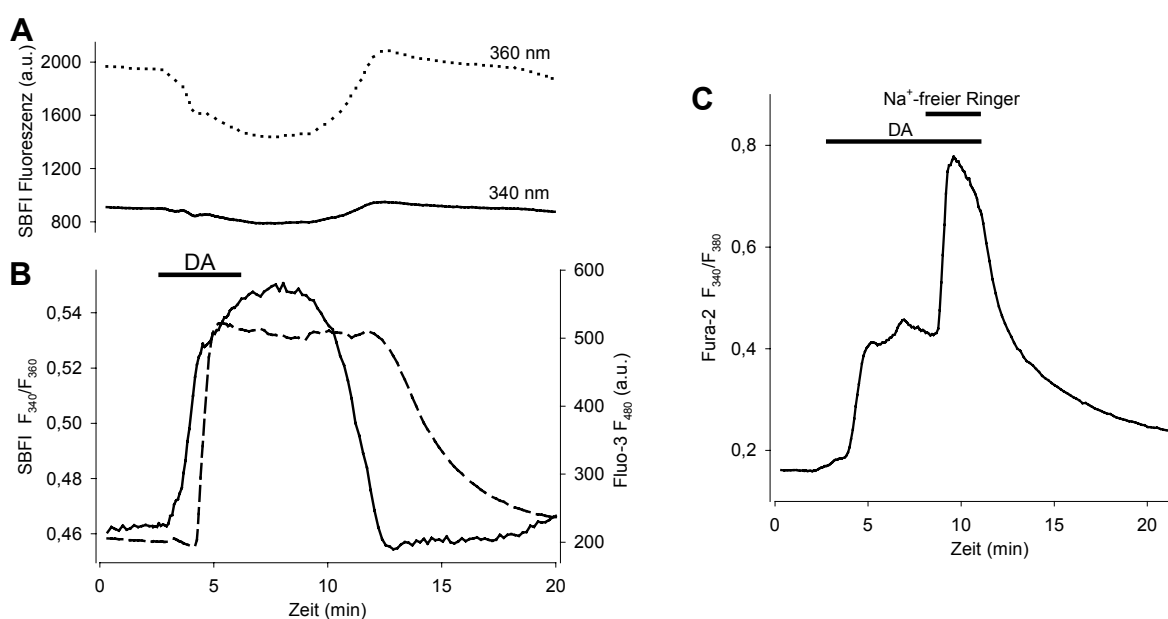 A
SBFI Fluoreszenz (a.u.)
2000
1600
1200
800
360 nm
340 nm
B
DA
SBFI F340/F360
0,54
0,52
0,50
0,48
0,46
600
500
400
300
200
Fluo-3 F480 (a.u.)
0 5 10 15 20
Zeit (min)
C
Na+-freier Ringer
DA
Fura-2 F340/F380
0,8
0,6
0,4
0,2
0 5 10 15 20
Zeit (min)